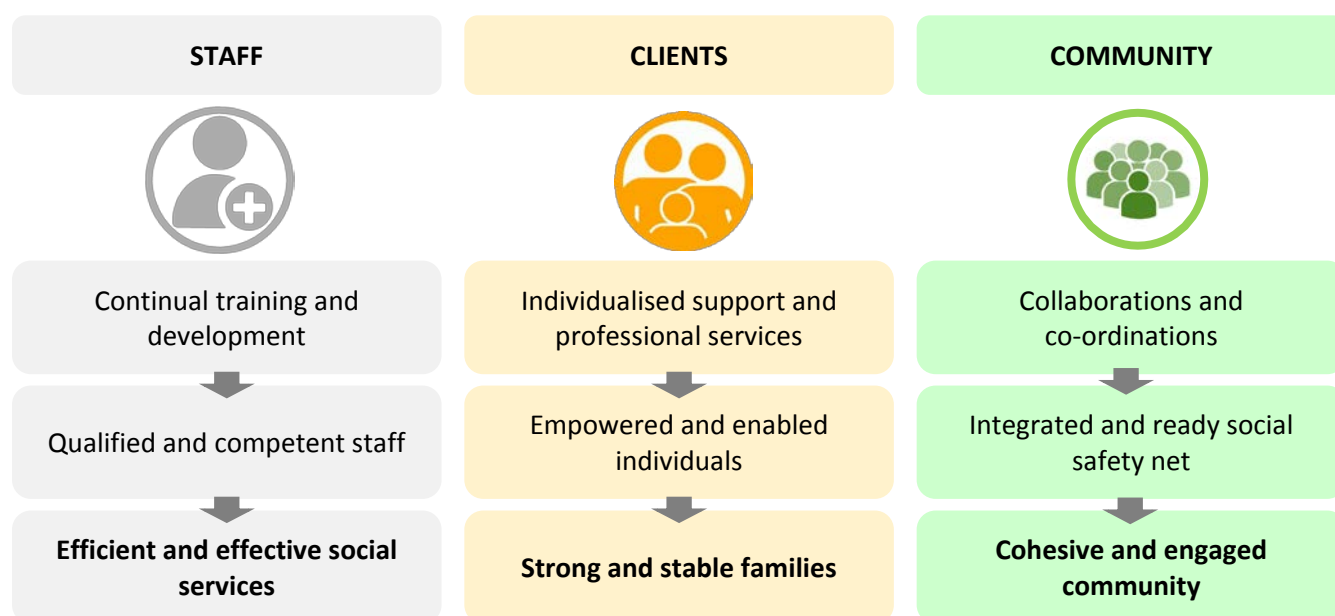 STAFF
CLIENTS
COMMUNITY
Continual training and
development
Individualised support and
professional services
Collaborations and
co-ordinations
Qualified and competent staff
Empowered and enabled
individuals
Integrated and ready social
safety net
Efficient and effective social
services
Strong and stable families
Cohesive and engaged
community